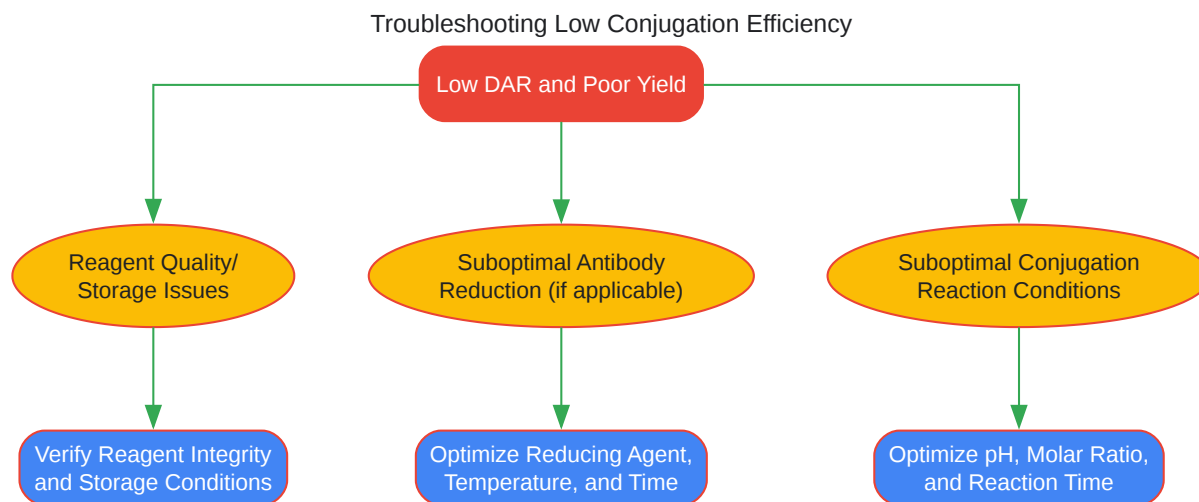 Troubleshooting Low Conjugation Efficiency
Low DAR and Poor Yield
Reagent Quality/
Storage Issues
Suboptimal Antibody
Reduction (if applicable)
Suboptimal Conjugation
Reaction Conditions
Verify Reagent Integrity
and Storage Conditions
Optimize Reducing Agent,
Temperature, and Time
Optimize pH, Molar Ratio,
and Reaction Time